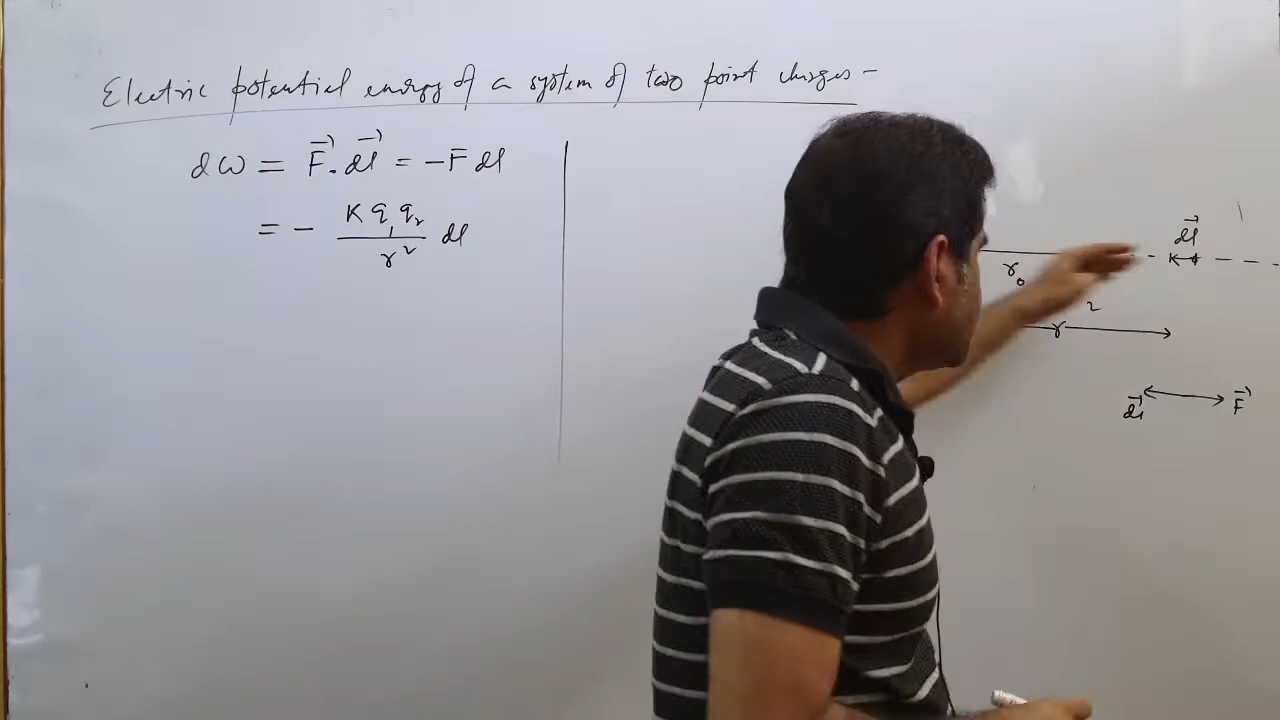 Electric potential energy of a system of two point charges –
dω = F⃗ . dl⃗ = – F dl
= – K q₁ q₂ / r² dl
dl⃗
r₀
2
r
dl⃗ F⃗